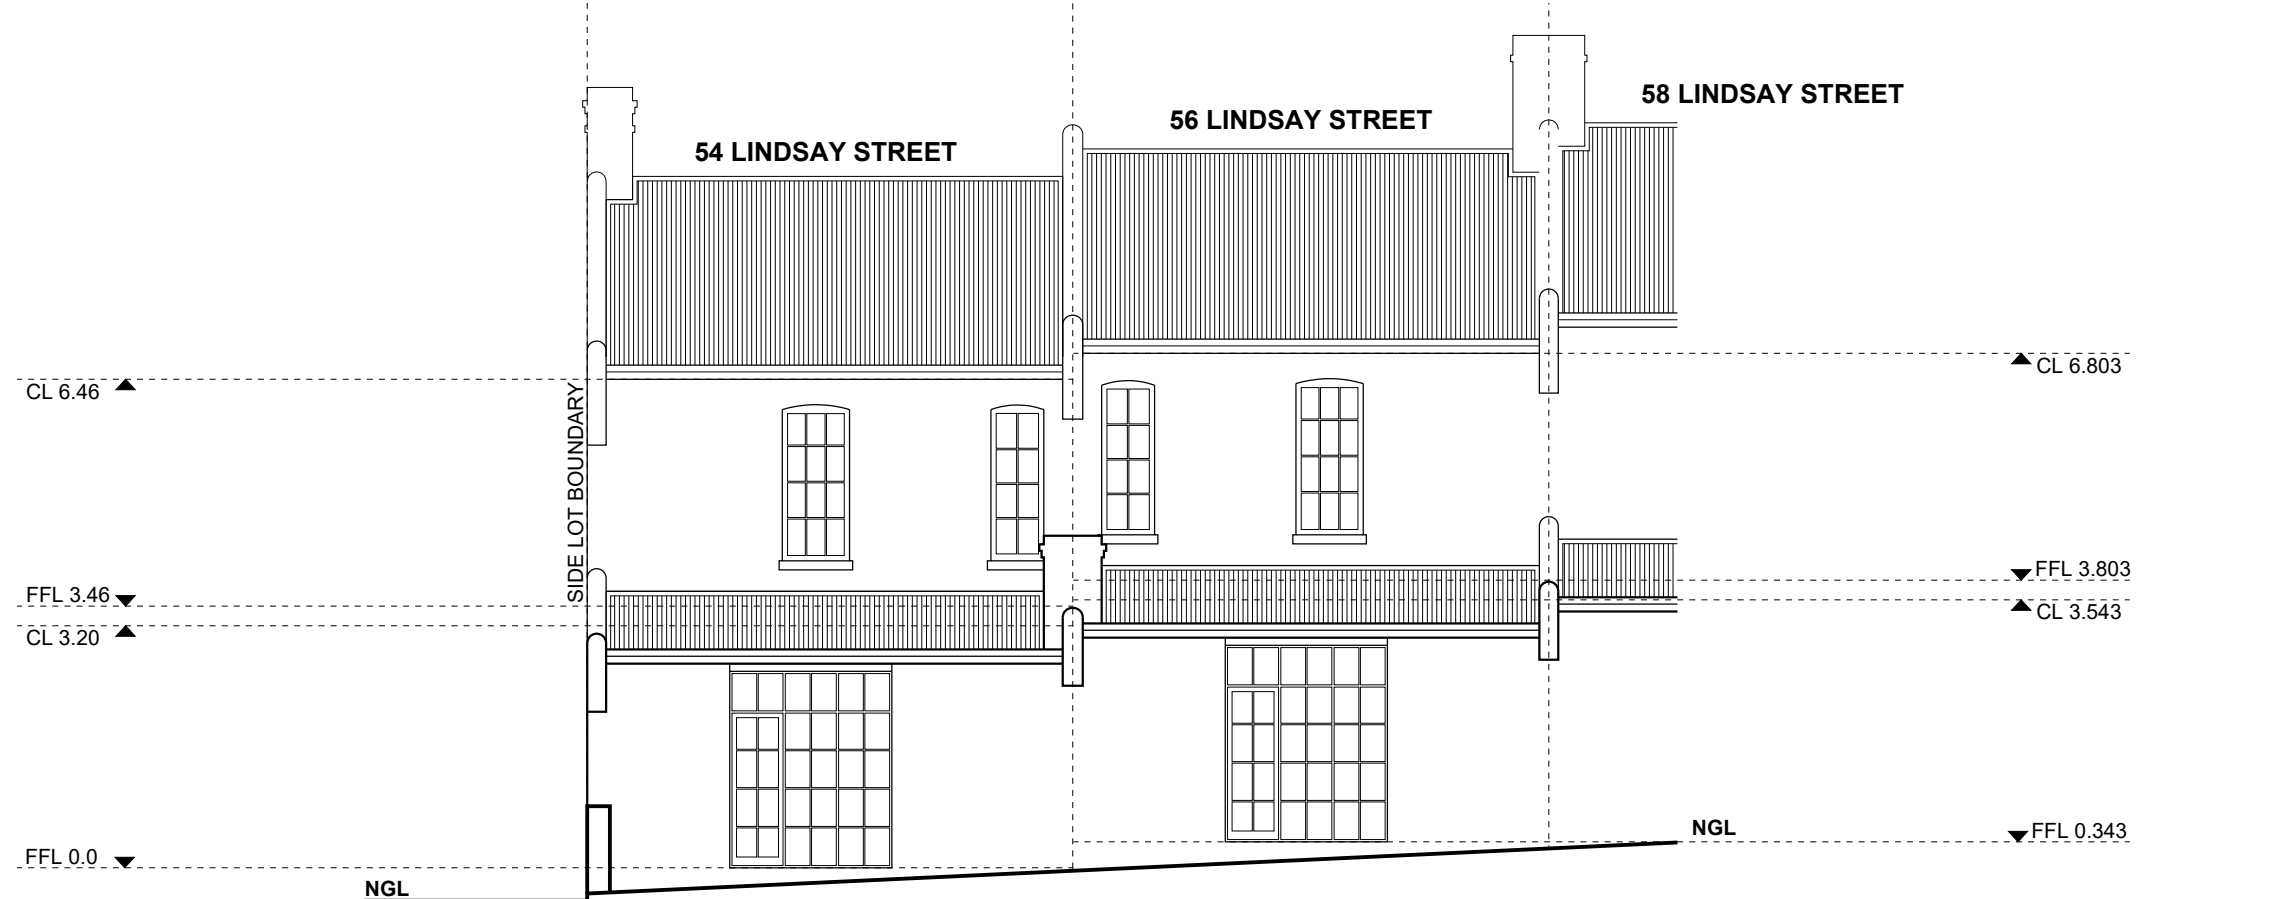 58 LINDSAY STREET
56 LINDSAY STREET
54 LINDSAY STREET
CL 6.803
CL 6.46
SIDE LOT BOUNDARY
FFL 3.803
FFL 3.46
CL 3.543
CL 3.20
NGL
FFL 0.343
FFL 0.0
NGL